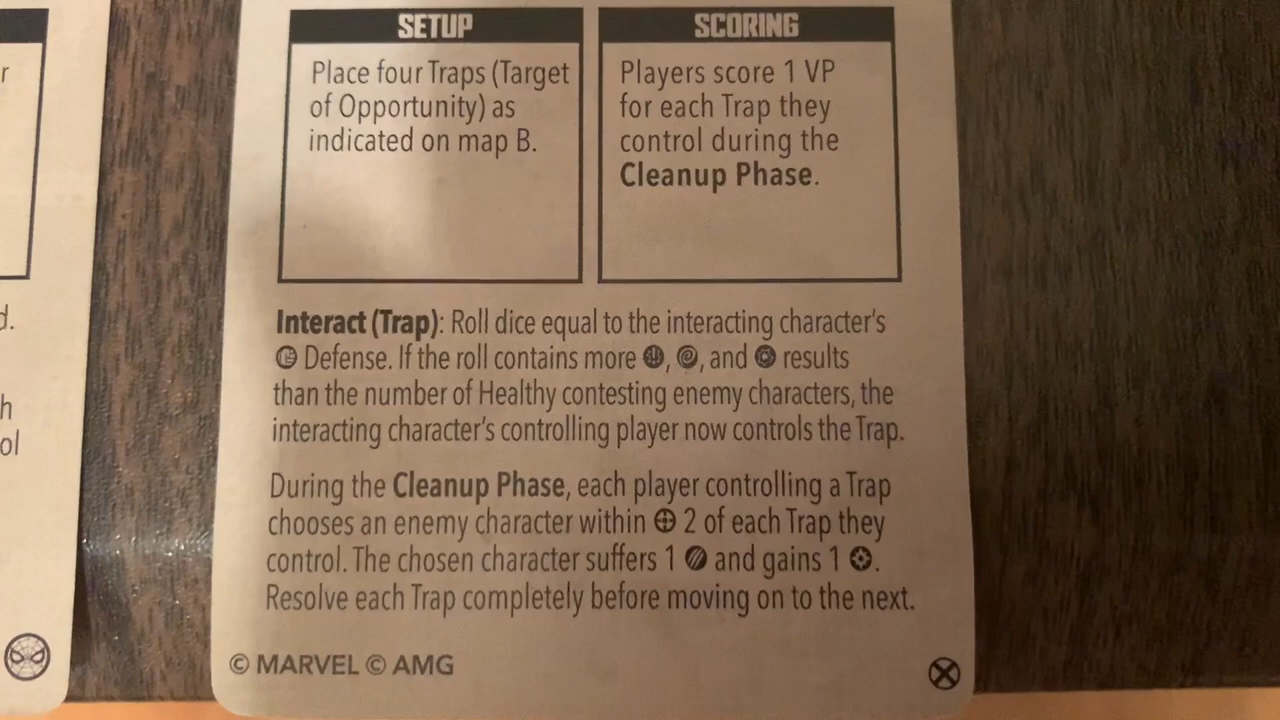 r
d.
h
ol
SETUP
Place four Traps (Target
of Opportunity) as
indicated on map B.
SCORING
Players score 1 VP
for each Trap they
control during the
Cleanup Phase.
Interact (Trap): Roll dice equal to the interacting character's
Defense. If the roll contains more , , and results
than the number of Healthy contesting enemy characters, the
interacting character's controlling player now controls the Trap.
During the Cleanup Phase, each player controlling a Trap
chooses an enemy character within 2 of each Trap they
control. The chosen character suffers 1 and gains 1 .
Resolve each Trap completely before moving on to the next.
© MARVEL © AMG